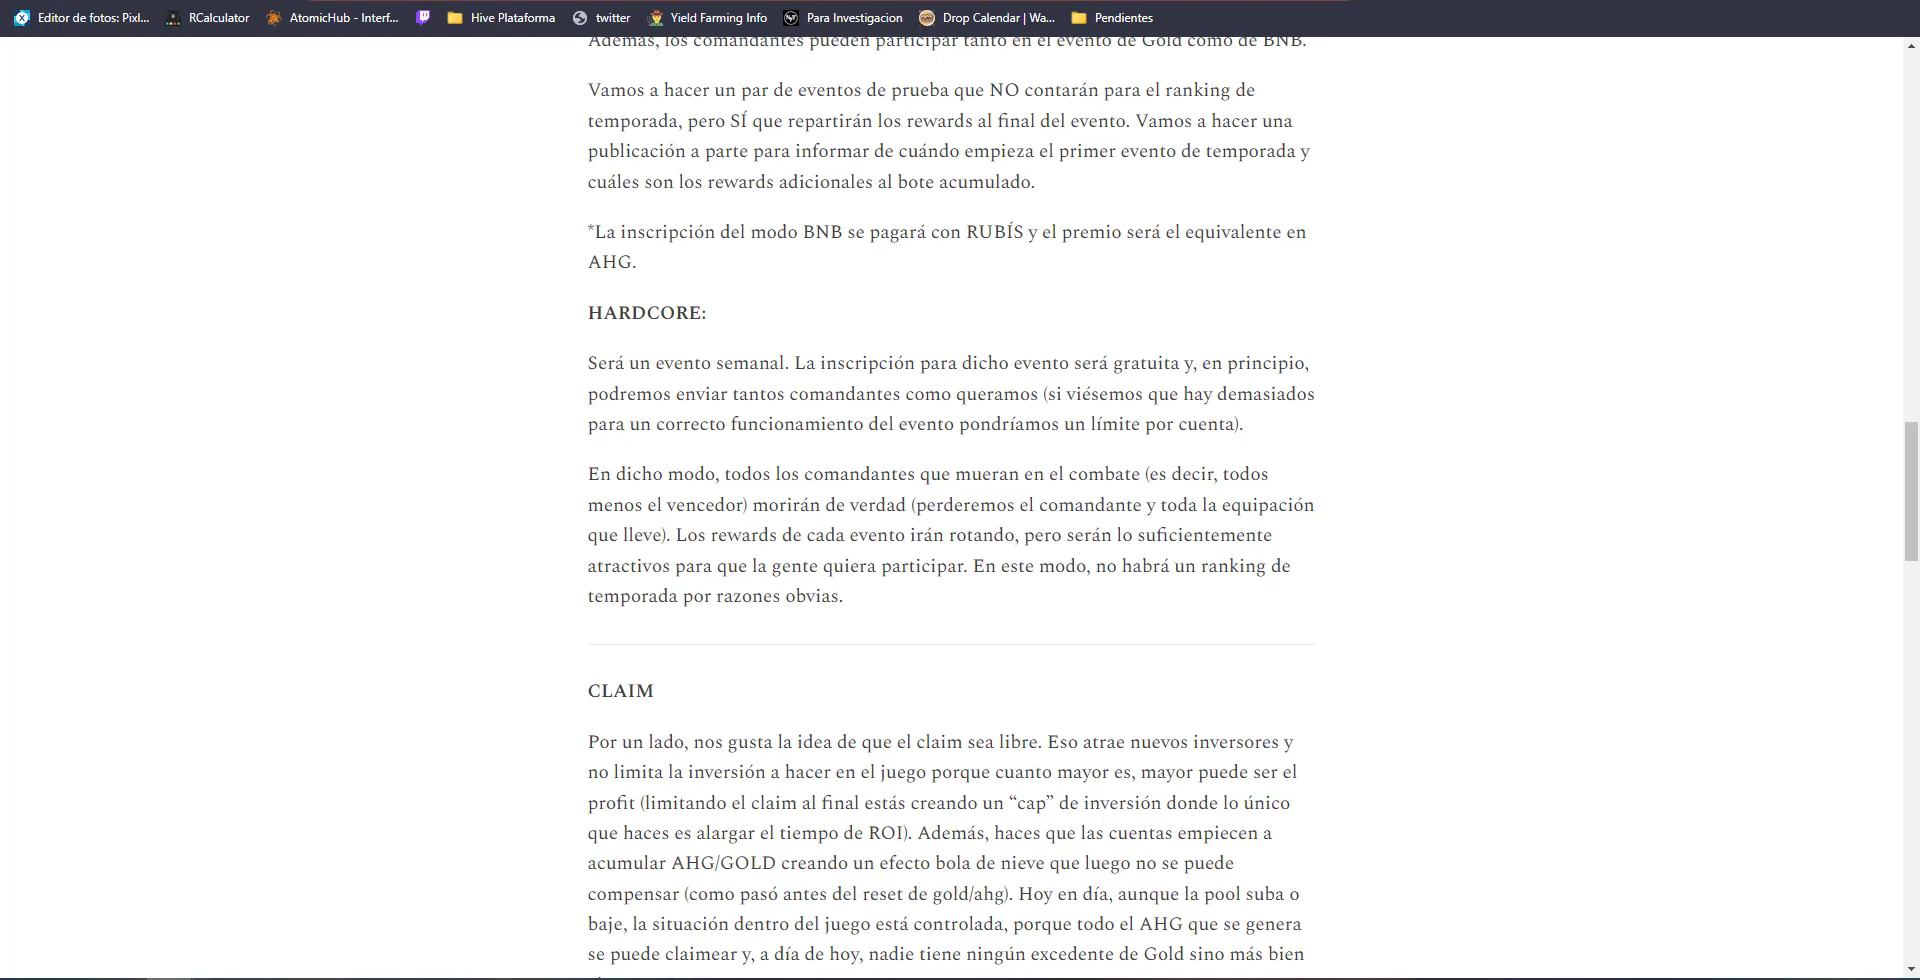 Editor de fotos: Pixl... RCalculator AtomicHub - Interf... Hive Plataforma twitter Yield Farming Info Para Investigacion Drop Calendar | Wa... Pendientes
Además, los comandantes pueden participar tanto en el evento de Gold como de BNB.
Vamos a hacer un par de eventos de prueba que NO contarán para el ranking de
temporada, pero SÍ que repartirán los rewards al final del evento. Vamos a hacer una
publicación a parte para informar de cuándo empieza el primer evento de temporada y
cuáles son los rewards adicionales al bote acumulado.
*La inscripción del modo BNB se pagará con RUBÍS y el premio será el equivalente en
AHG.
HARDCORE:
Será un evento semanal. La inscripción para dicho evento será gratuita y, en principio,
podremos enviar tantos comandantes como queramos (si viésemos que hay demasiados
para un correcto funcionamiento del evento pondríamos un límite por cuenta).
En dicho modo, todos los comandantes que mueran en el combate (es decir, todos
menos el vencedor) morirán de verdad (perderemos el comandante y toda la equipación
que lleve). Los rewards de cada evento irán rotando, pero serán lo suficientemente
atractivos para que la gente quiera participar. En este modo, no habrá un ranking de
temporada por razones obvias.
CLAIM
Por un lado, nos gusta la idea de que el claim sea libre. Eso atrae nuevos inversores y
no limita la inversión a hacer en el juego porque cuanto mayor es, mayor puede ser el
profit (limitando el claim al final estás creando un “cap” de inversión donde lo único
que haces es alargar el tiempo de ROI). Además, haces que las cuentas empiecen a
acumular AHG/GOLD creando un efecto bola de nieve que luego no se puede
compensar (como pasó antes del reset de gold/ahg). Hoy en día, aunque la pool suba o
baje, la situación dentro del juego está controlada, porque todo el AHG que se genera
se puede claimear y, a día de hoy, nadie tiene ningún excedente de Gold sino más bien